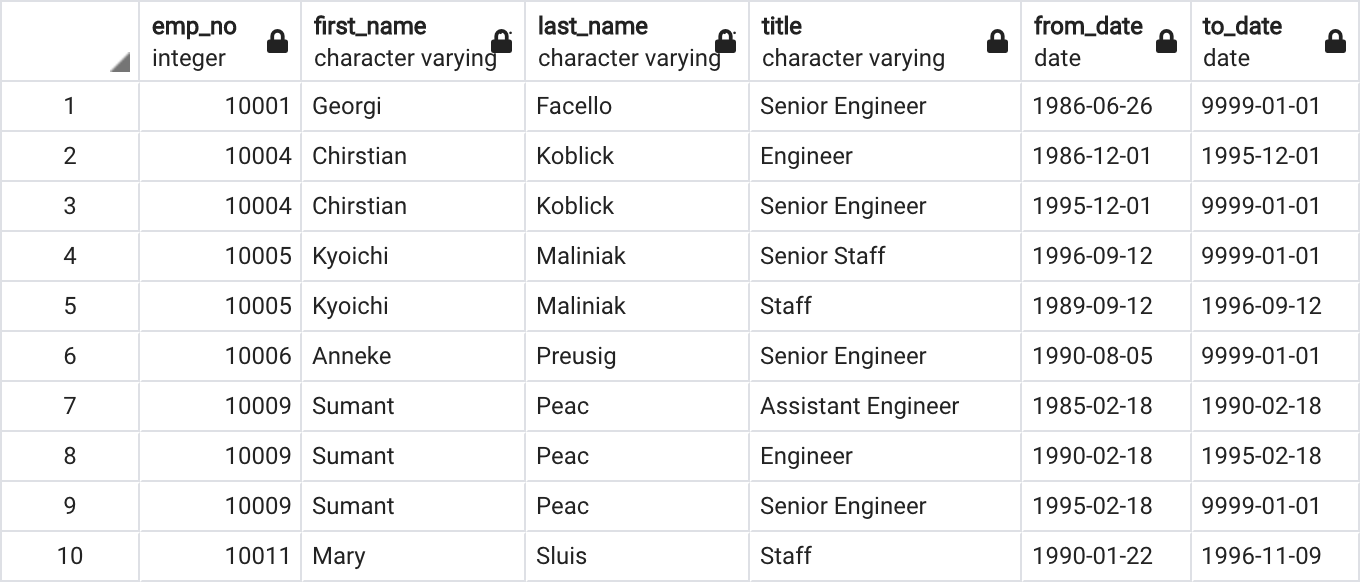 emp_no first_name last_name title from_date to_date
integer character varying character varying character varying date date
1 10001 Georgi Facello Senior Engineer 1986-06-26 9999-01-01
2 10004 Chirstian Koblick Engineer 1986-12-01 1995-12-01
3 10004 Chirstian Koblick Senior Engineer 1995-12-01 9999-01-01
4 10005 Kyoichi Maliniak Senior Staff 1996-09-12 9999-01-01
5 10005 Kyoichi Maliniak Staff 1989-09-12 1996-09-12
6 10006 Anneke Preusig Senior Engineer 1990-08-05 9999-01-01
7 10009 Sumant Peac Assistant Engineer 1985-02-18 1990-02-18
8 10009 Sumant Peac Engineer 1990-02-18 1995-02-18
9 10009 Sumant Peac Senior Engineer 1995-02-18 9999-01-01
10 10011 Mary Sluis Staff 1990-01-22 1996-11-09